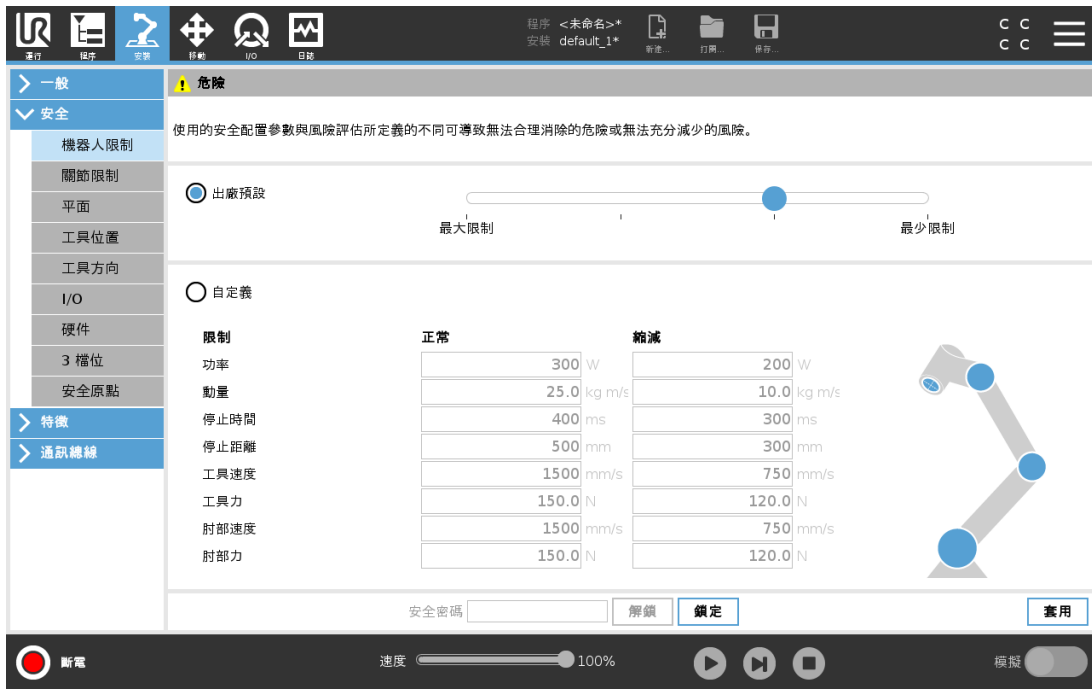 程序 <未命名>*
安裝 default_1*
運行 程序 安裝 移動 I/O 日誌 新建... 打開... 保存...
C C
C C
一般
安全
機器人限制
關節限制
平面
工具位置
工具方向
I/O
硬件
3 檔位
安全原點
特徵
通訊總線
危險
使用的安全配置參數與風險評估所定義的不同可導致無法合理消除的危險或無法充分減少的風險。
出廠預設
最大限制 最少限制
自定義
限制 正常 縮減
功率 300 W 200 W
動量 25.0 kg m/s 10.0 kg m/s
停止時間 400 ms 300 ms
停止距離 500 mm 300 mm
工具速度 1500 mm/s 750 mm/s
工具力 150.0 N 120.0 N
肘部速度 1500 mm/s 750 mm/s
肘部力 150.0 N 120.0 N
安全密碼 解鎖 鎖定 套用
斷電 速度 100% 模擬